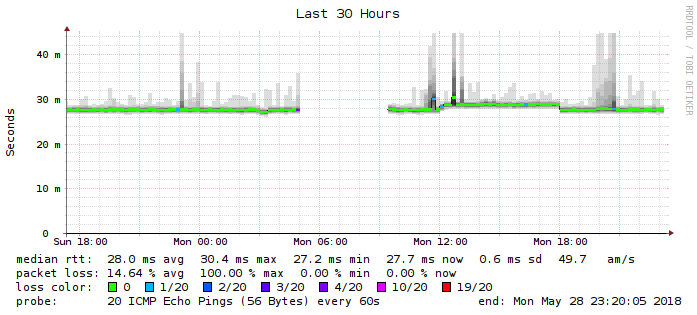 Last 30 Hours
RRDTOOL / TOBI OETIKER
Seconds
40 m
30 m
20 m
10 m
0
Sun 18:00 Mon 00:00 Mon 06:00 Mon 12:00 Mon 18:00
median rtt: 28.0 ms avg 30.4 ms max 27.2 ms min 27.7 ms now 0.6 ms sd 49.7 am/s
packet loss: 14.64 % avg 100.00 % max 0.00 % min 0.00 % now
loss color: 0 1/20 2/20 3/20 4/20 10/20 19/20
probe: 20 ICMP Echo Pings (56 Bytes) every 60s end: Mon May 28 23:20:05 2018